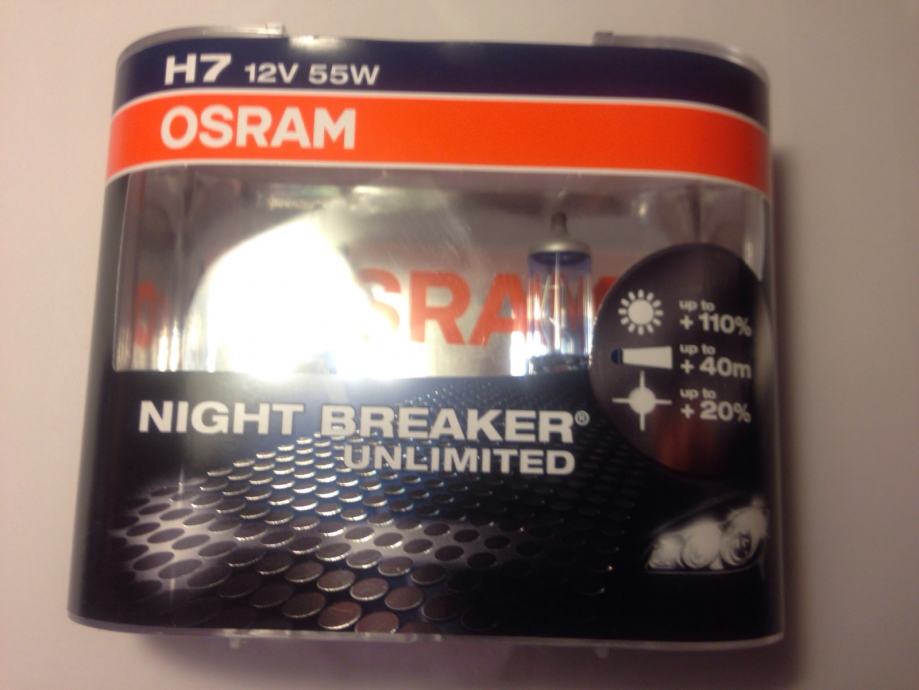 H7 12V 55W
OSRAM
OSRAM
up to
+ 110%
up to
+ 40m
up to
+ 20%
NIGHT BREAKER®
UNLIMITED